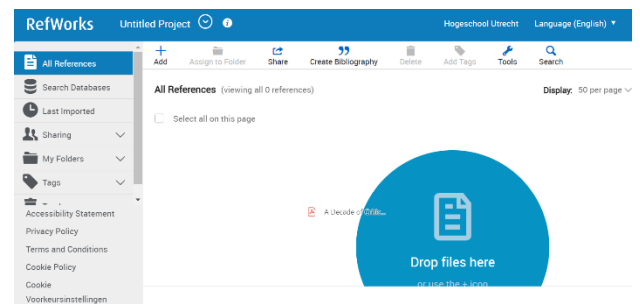 RefWorks Untitled Project Hogeschool Utrecht Language (English)
All References
Search Databases
Last Imported
Sharing
My Folders
Tags
Accessibility Statement
Privacy Policy
Terms and Conditions
Cookie Policy
Cookie
Voorkeursinstellingen
Add Assign to Folder Share Create Bibliography Delete Add Tags Tools Search
All References (viewing all 0 references) Display: 50 per page
Select all on this page
A Decade of
Drop files here
or use the + icon